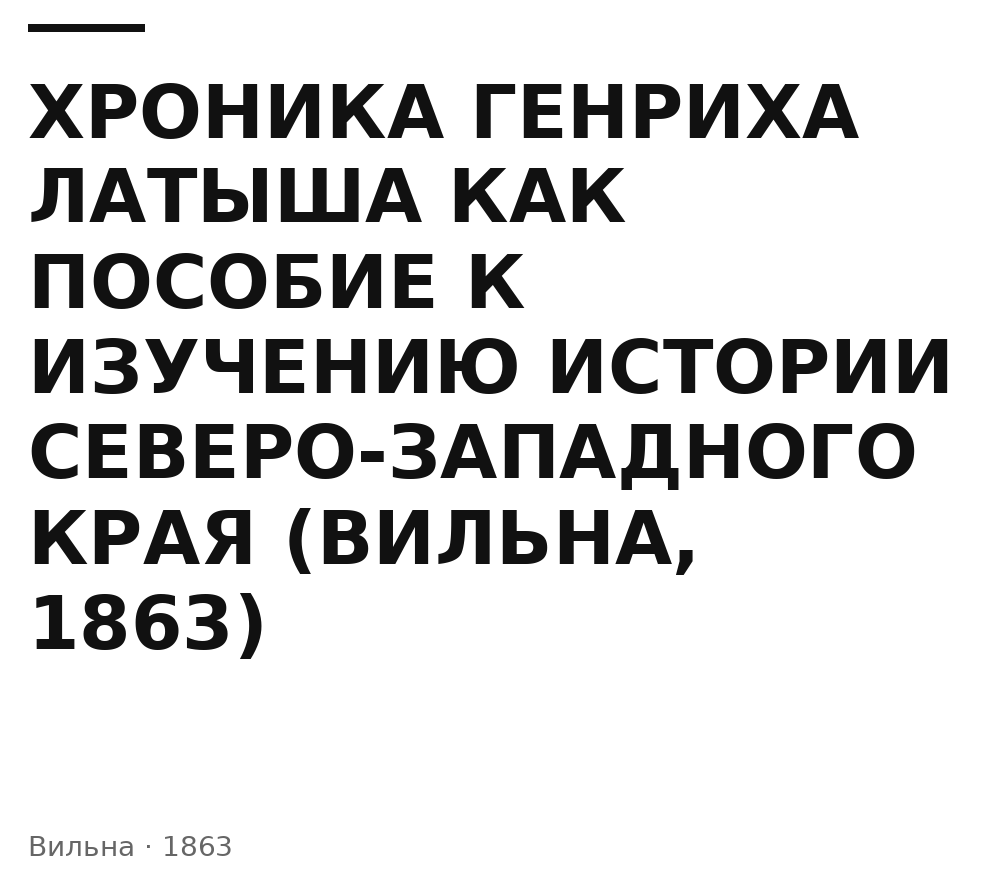 ХРОНИКА ГЕНРИХА
ЛАТЫША КАК
ПОСОБИЕ К
ИЗУЧЕНИЮ ИСТОРИИ
СЕВЕРО-ЗАПАДНОГО
КРАЯ (ВИЛЬНА,
1863)
Вильна · 1863